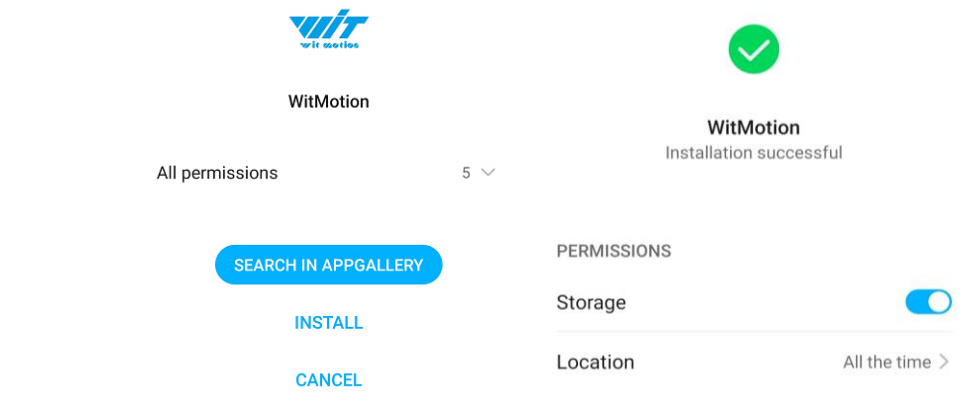 WIT
wit motion
WitMotion
All permissions 5
SEARCH IN APPGALLERY
INSTALL
CANCEL
WitMotion
Installation successful
PERMISSIONS
Storage
Location All the time